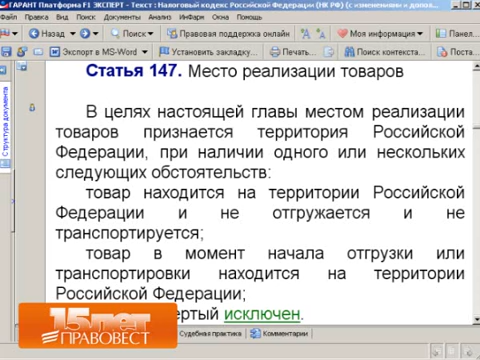 ГАРАНТ Платформа F1 ЭКСПЕРТ - Текст : Налоговый кодекс Российской Федерации (НК РФ) (с изменениями и допол
Файл Правка Вид Поиск Документы Анализ ИнФарм Окна Помощь
Назад Поиск Правовая поддержка онлайн Моя информация Панел...
Экспорт в MS-Word Установить закладку... Печать... Поиск контекста... Поста...
Структура документа
Статья 147. Место реализации товаров
В целях настоящей главы местом реализации
товаров признается территория Российской
Федерации, при наличии одного или нескольких
следующих обстоятельств:
товар находится на территории Российской
Федерации и не отгружается и не
транспортируется;
товар в момент начала отгрузки или
транспортировки находится на территории
Российской Федерации;
ертый исключен.
15 лет
ПРАВОВЕСТ
Судебная практика Комментарии